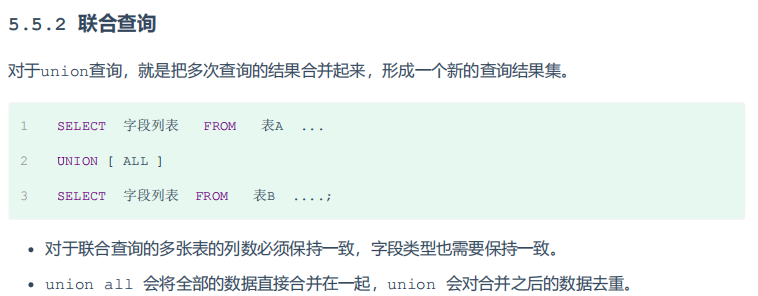 5.5.2 联合查询
对于union查询，就是把多次查询的结果合并起来，形成一个新的查询结果集。
1 SELECT 字段列表 FROM 表A ...
2 UNION [ ALL ]
3 SELECT 字段列表 FROM 表B ....;
• 对于联合查询的多张表的列数必须保持一致，字段类型也需要保持一致。
• union all 会将全部的数据直接合并在一起，union 会对合并之后的数据去重。